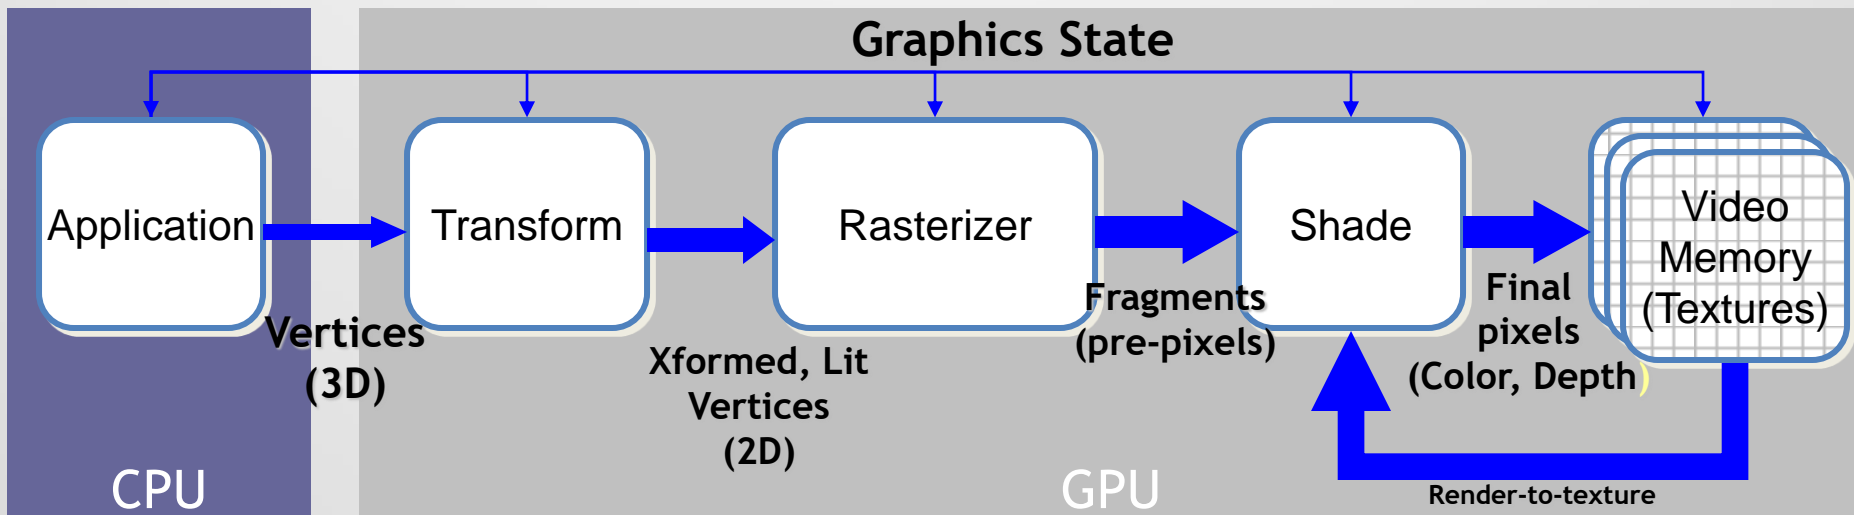 Graphics State
Application
Transform
Rasterizer
Shade
Video
Memory
(Textures)
Vertices
(3D)
Xformed, Lit
Vertices
(2D)
Fragments
(pre-pixels)
Final
pixels
(Color, Depth)
Render-to-texture
CPU
GPU